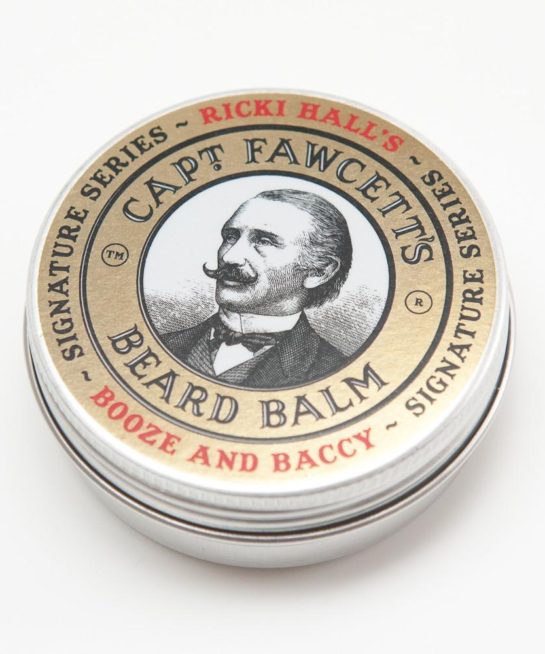 RICKI HALL'S ~ SIGNATURE SERIES ~
BOOZE AND BACCY ~ SIGNATURE SERIES ~
CAPT FAWCETT'S
TM
R
BEARD BALM